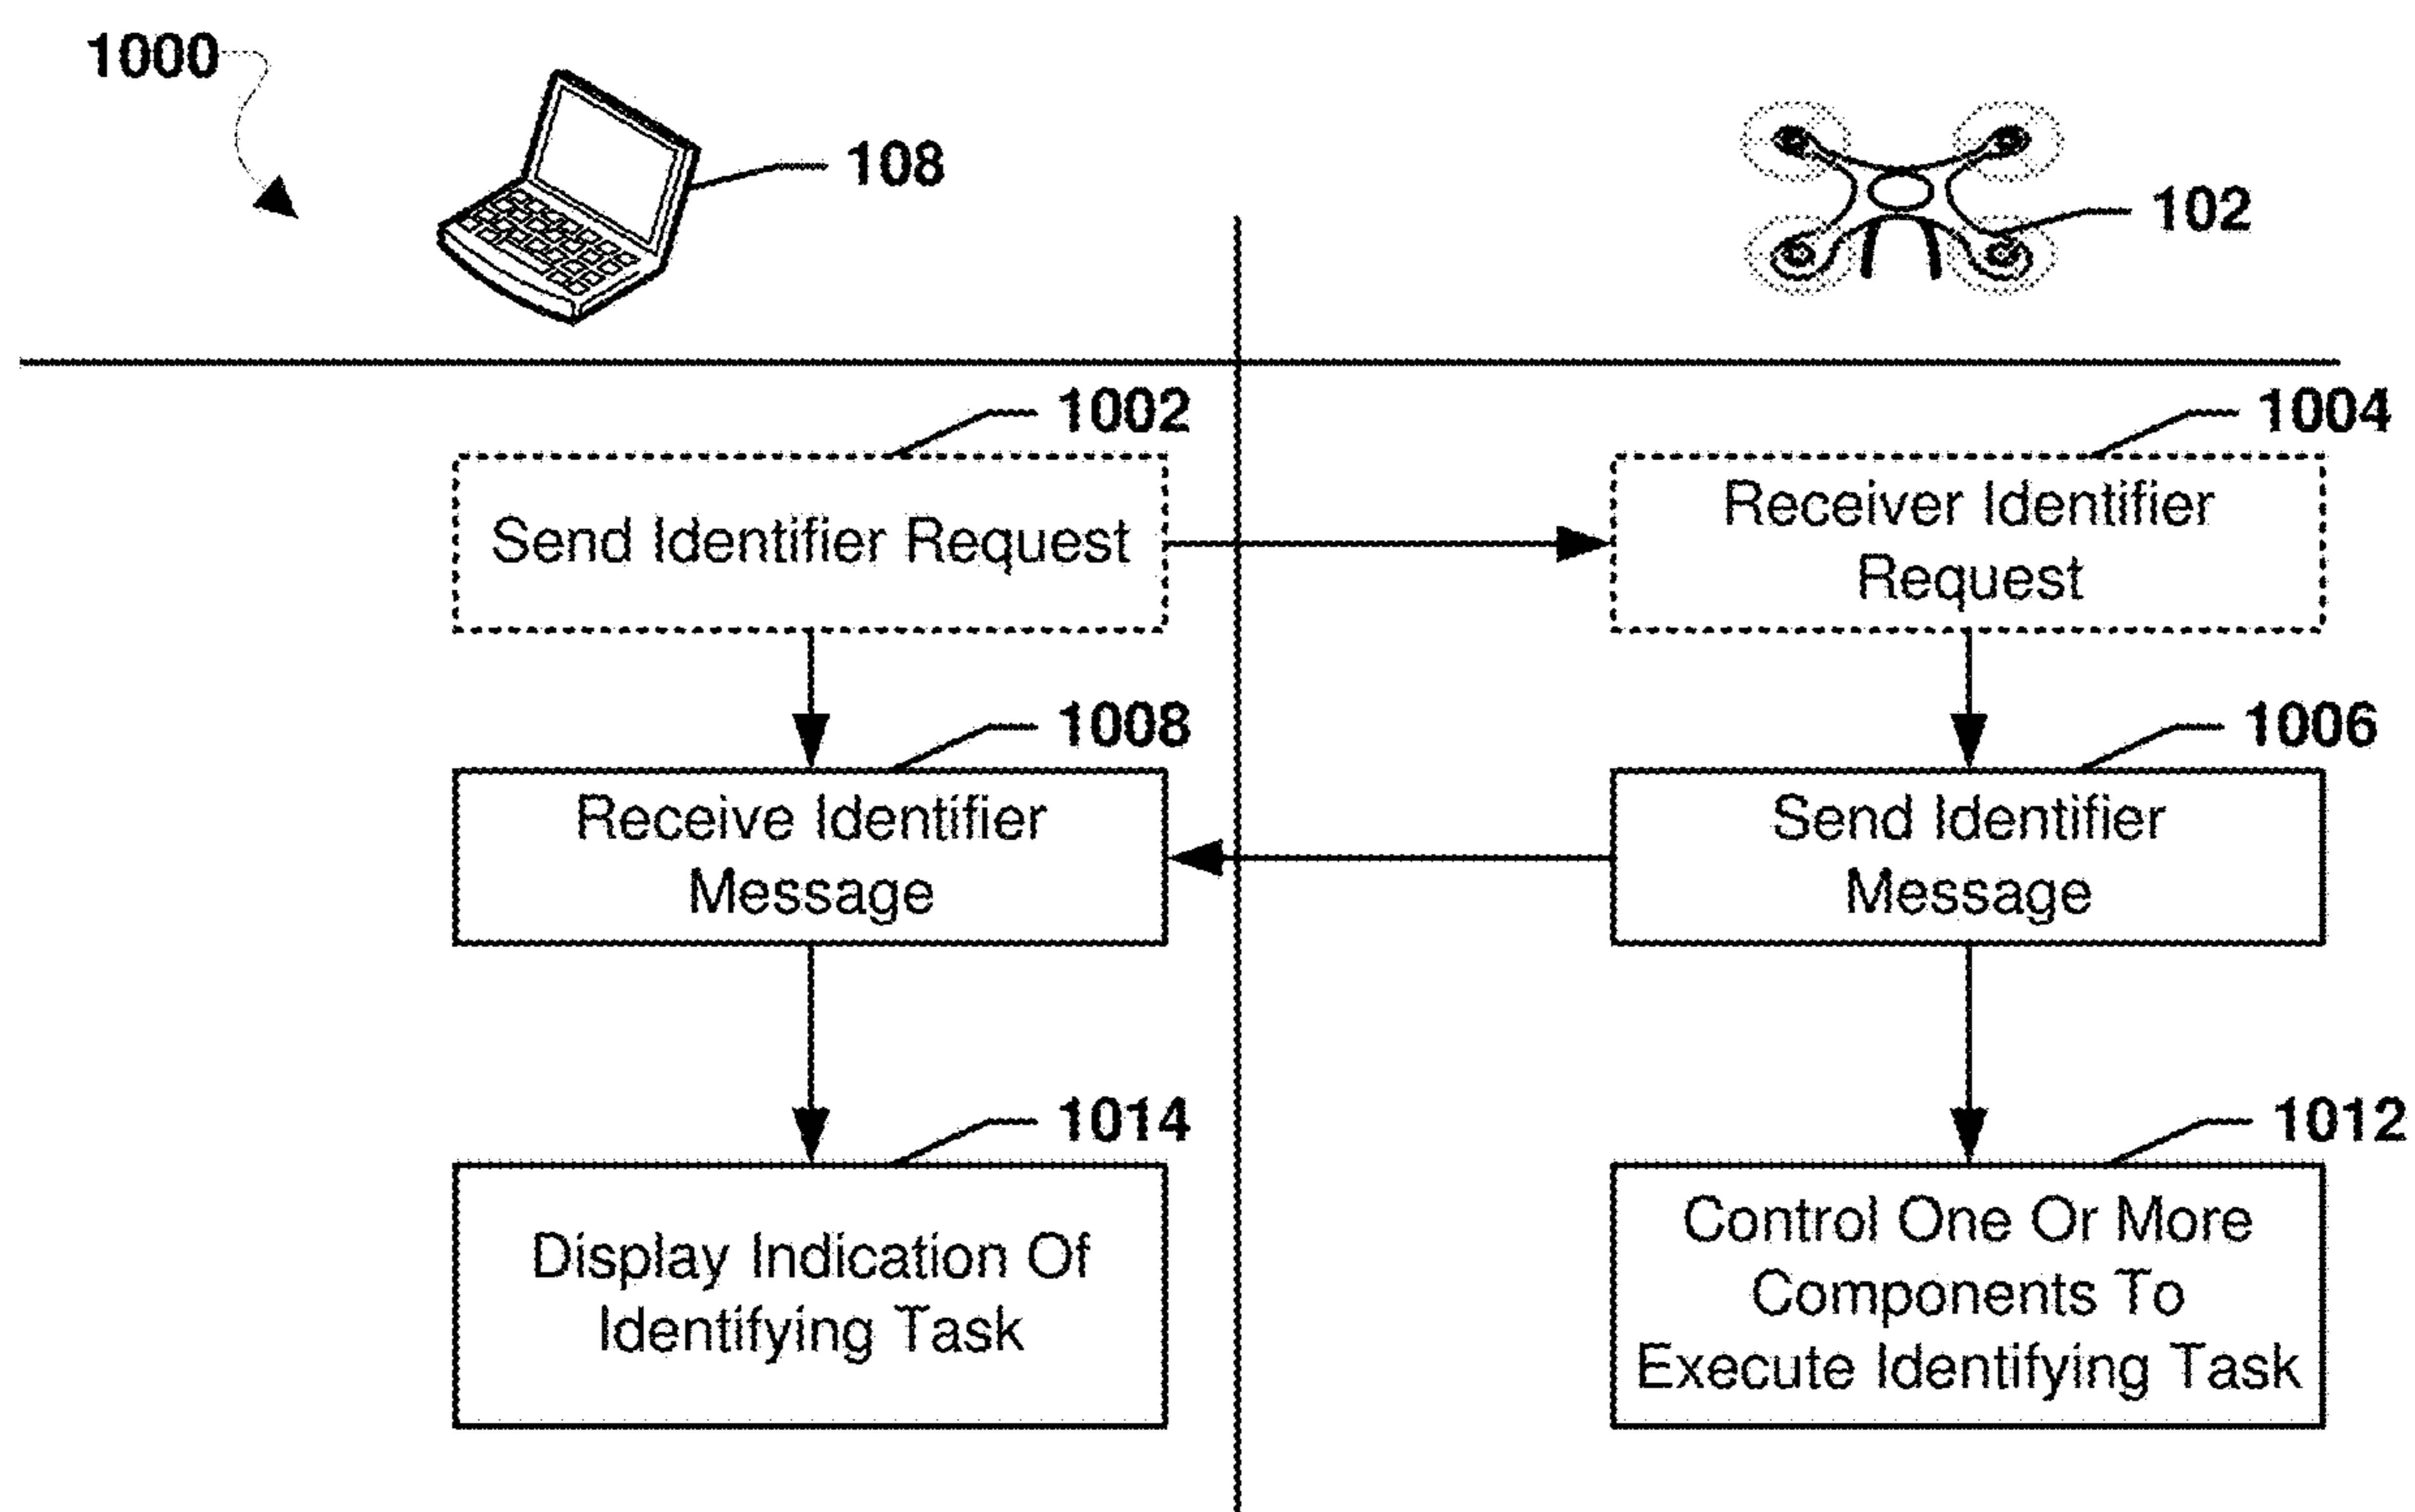 1000
108
102
1002
1004
Send Identifier Request
Receiver Identifier
Request
1008
1006
Receive Identifier
Message
Send Identifier
Message
1014
1012
Display Indication Of
Identifying Task
Control One Or More
Components To
Execute Identifying Task